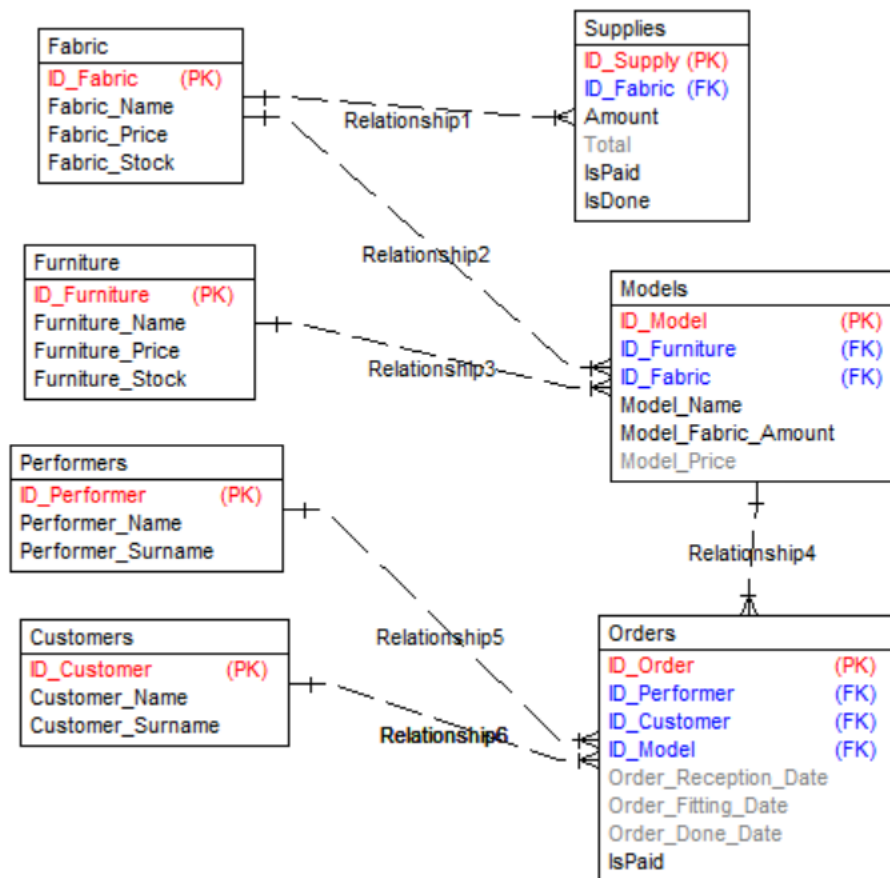 Fabric
ID_Fabric (PK)
Fabric_Name
Fabric_Price
Fabric_Stock
Supplies
ID_Supply (PK)
ID_Fabric (FK)
Amount
Total
IsPaid
IsDone
Relationship1
Relationship2
Furniture
ID_Furniture (PK)
Furniture_Name
Furniture_Price
Furniture_Stock
Relationship3
Models
ID_Model (PK)
ID_Furniture (FK)
ID_Fabric (FK)
Model_Name
Model_Fabric_Amount
Model_Price
Performers
ID_Performer (PK)
Performer_Name
Performer_Surname
Relationship4
Relationship5
Customers
ID_Customer (PK)
Customer_Name
Customer_Surname
Relationship6
Orders
ID_Order (PK)
ID_Performer (FK)
ID_Customer (FK)
ID_Model (FK)
Order_Reception_Date
Order_Fitting_Date
Order_Done_Date
IsPaid